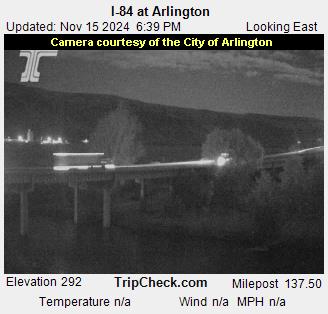 I-84 at Arlington
Updated: Nov 15 2024 6:39 PM Looking East
Camera courtesy of the City of Arlington
Elevation 292 TripCheck.com Milepost 137.50
Temperature n/a Wind n/a MPH n/a